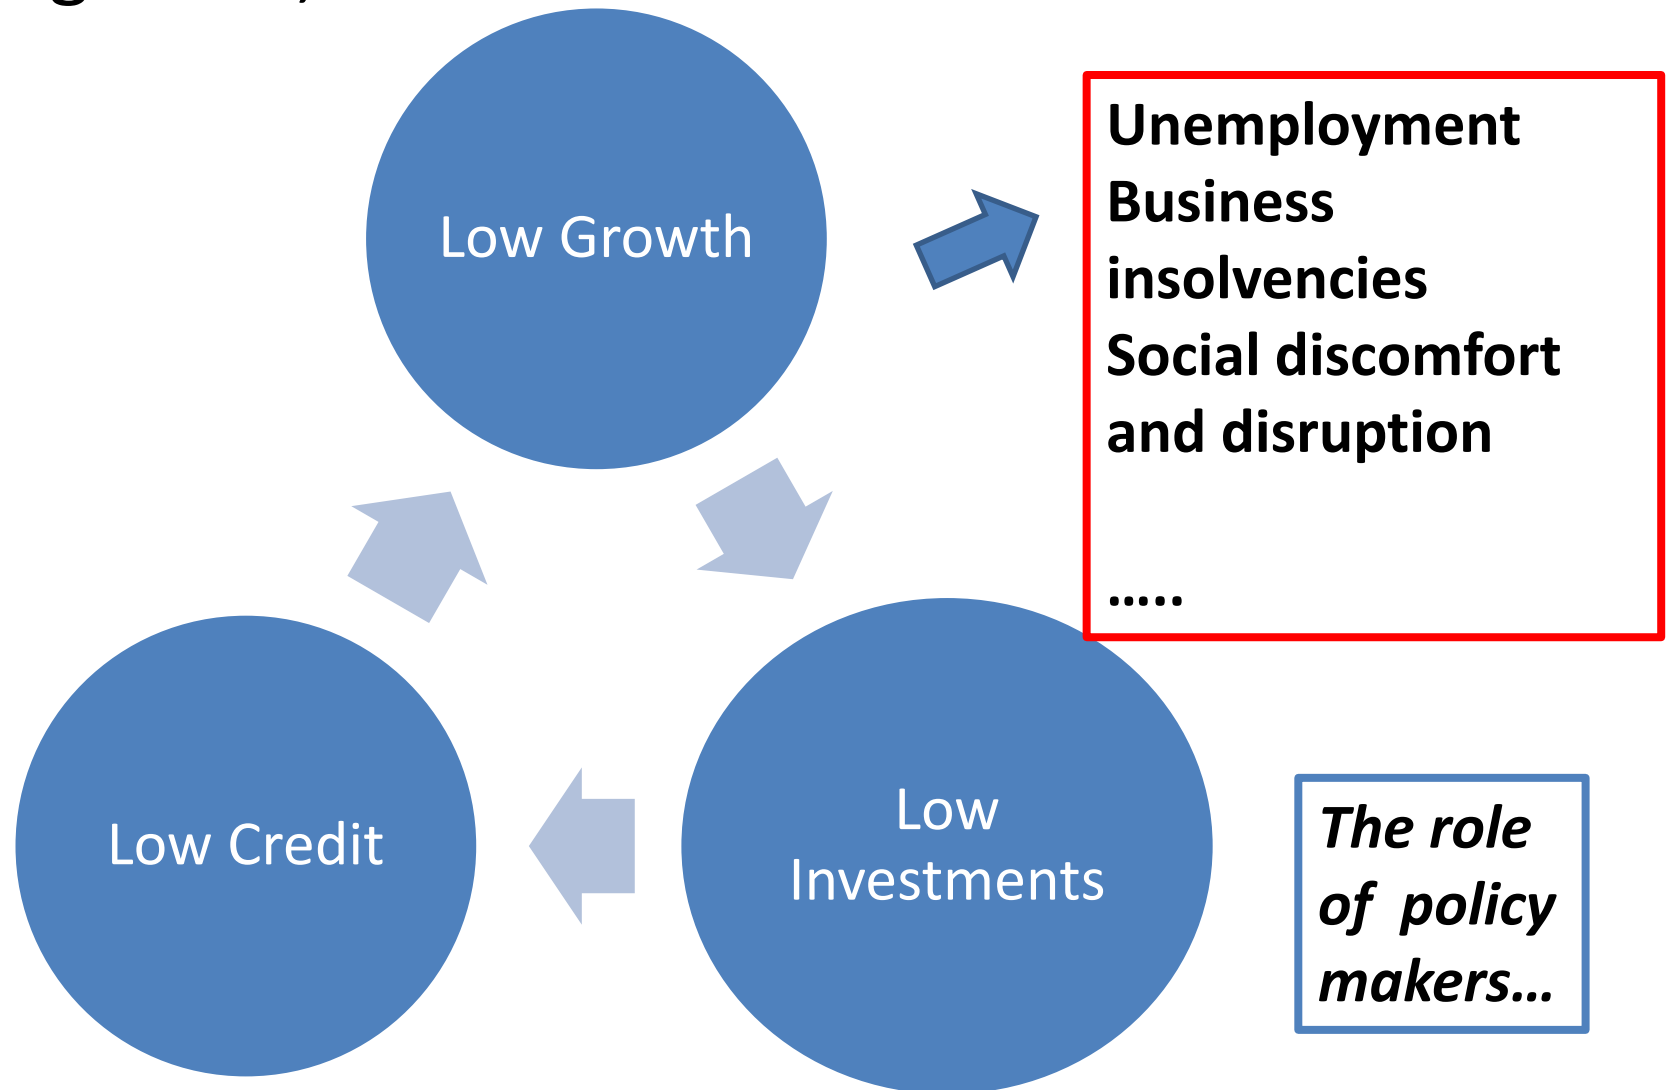 Low Growth
Unemployment
Business
insolvencies
Social discomfort
and disruption
.....
Low Credit
Low
Investments
The role
of policy
makers...